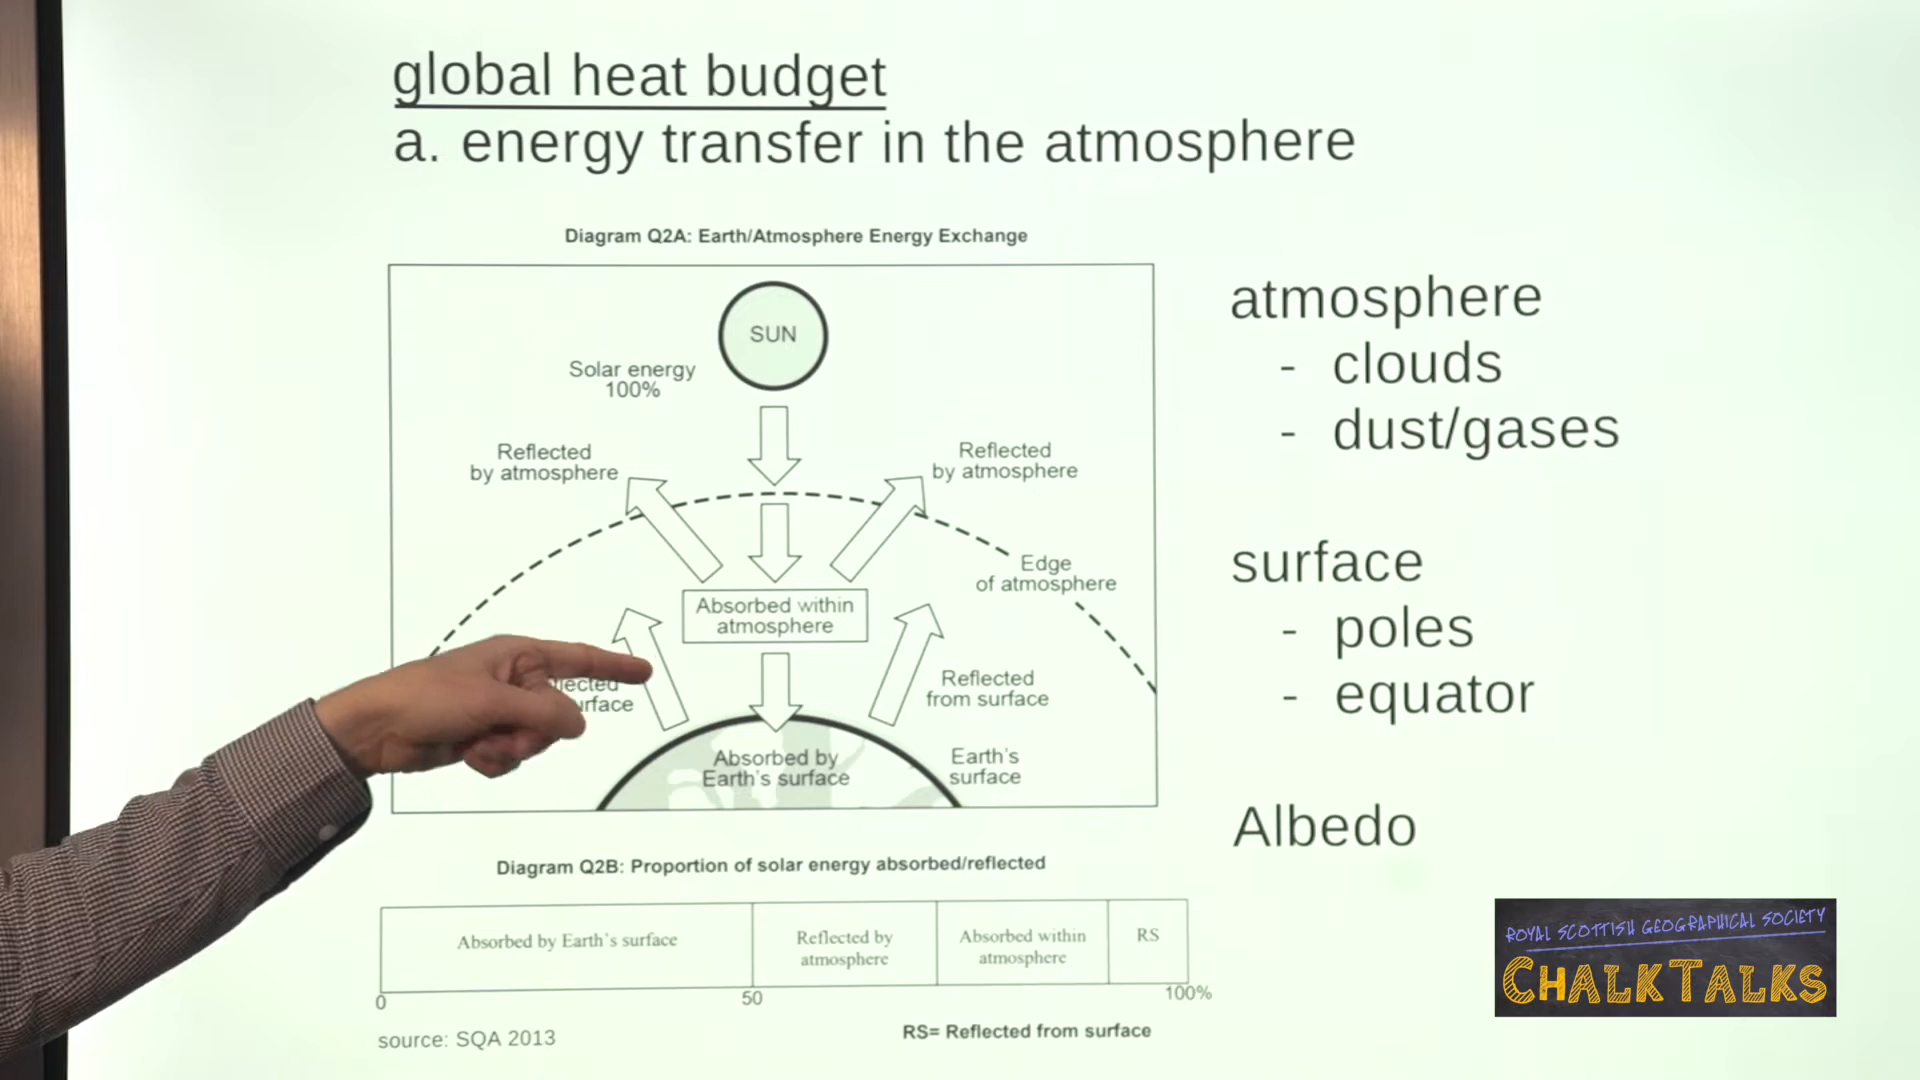 global heat budget
a. energy transfer in the atmosphere
Diagram Q2A: Earth/Atmosphere Energy Exchange
SUN
Solar energy
100%
Reflected
by atmosphere
Reflected
by atmosphere
Edge
of atmosphere
Absorbed within
atmosphere
Reflected
from surface
Absorbed by
Earth's surface
Earth's
surface
Diagram Q2B: Proportion of solar energy absorbed/reflected
Absorbed by Earth's surface
Reflected by
atmosphere
Absorbed within
atmosphere
RS
0
50
100%
source: SQA 2013
RS= Reflected from surface
atmosphere
- clouds
- dust/gases
surface
- poles
- equator
Albedo
ROYAL SCOTTISH GEOGRAPHICAL SOCIETY
CHALKTALKS